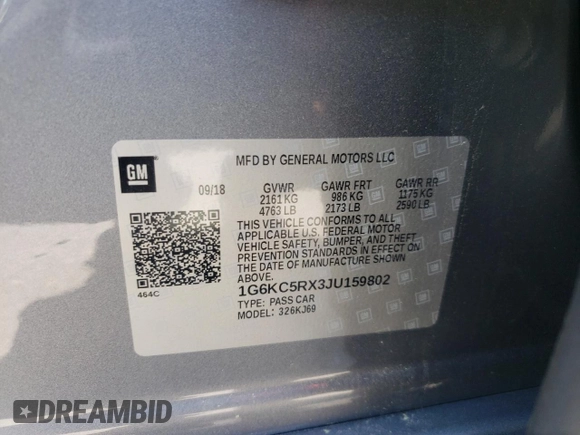 GM
MFD BY GENERAL MOTORS LLC
09/18
GVWR GAWR FRT GAWR RR
2161 KG 986 KG 1175 KG
4763 LB 2173 LB 2590 LB
THIS VEHICLE CONFORMS TO ALL
APPLICABLE U.S. FEDERAL MOTOR
VEHICLE SAFETY, BUMPER, AND THEFT
PREVENTION STANDARDS IN EFFECT
ON THE DATE OF MANUFACTURE SHOWN
ABOVE.
464C
1G6KC5RX3JU159802
TYPE: PASS CAR
MODEL: 326KJ69
DREAMBID